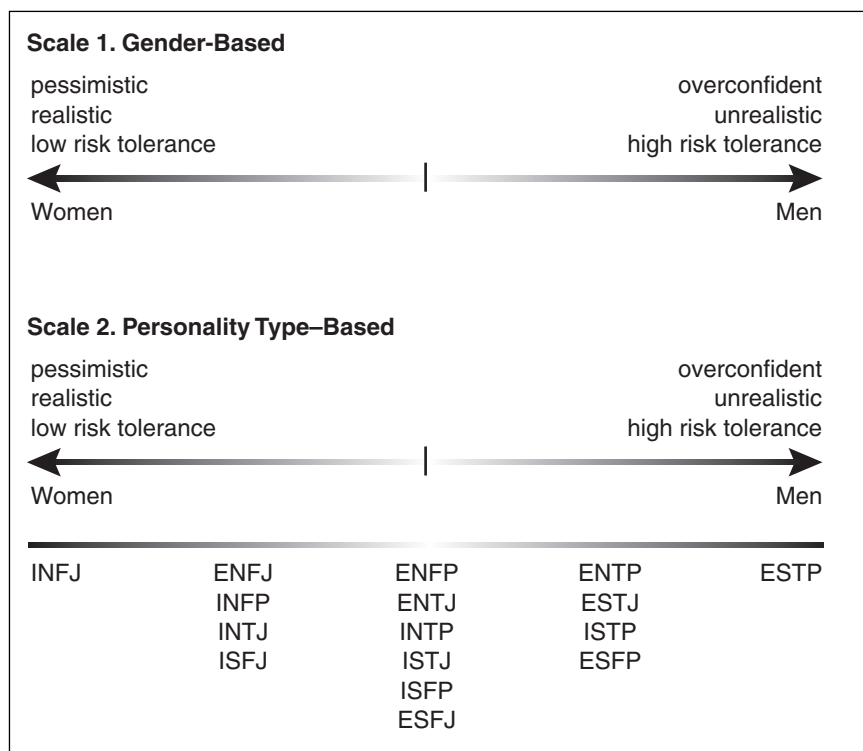 Scale 1. Gender-Based
pessimistic overconfident
realistic unrealistic
low risk tolerance high risk tolerance
Women Men
Scale 2. Personality Type–Based
pessimistic overconfident
realistic unrealistic
low risk tolerance high risk tolerance
Women Men
INFJ ENFJ ENFP ENTP ESTP
INFP ENTJ ESTJ
INTJ INTP ISTP
ISFJ ISTJ ESFP
ISFP
ESFJ